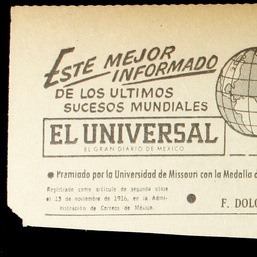 ESTE MEJOR
INFORMADO
DE LOS ULTIMOS
SUCESOS MUNDIALES
EL UNIVERSAL
EL GRAN DIARIO DE MEXICO
● Premiado por la Universidad de Missouri con la Medalla
Registrado como artículo de segunda clase
el 13 de noviembre de 1916, en la Admi-
nistración de Correos de México.
● F. DOLO